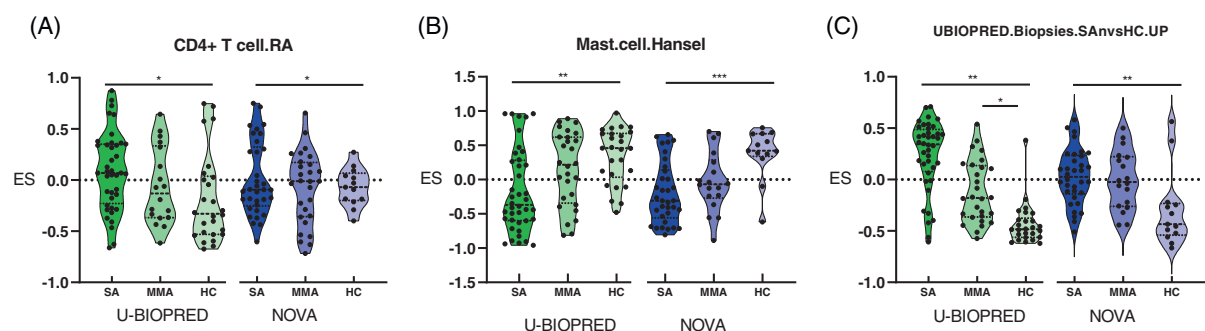 (A)
CD4+ T cell.RA
ES
1.0
0.5
0.0
-0.5
-1.0
*
*
SA MMA HC SA MMA HC
U-BIOPRED NOVA
(B)
Mast.cell.Hansel
ES
1.5
1.0
0.5
0.0
-0.5
-1.0
-1.5
**
***
SA MMA HC SA MMA HC
U-BIOPRED NOVA
(C)
UBIOPRED.Biopsies.SAnvsHC.UP
ES
1.0
0.5
0.0
-0.5
-1.0
**
*
**
SA MMA HC SA MMA HC
U-BIOPRED NOVA